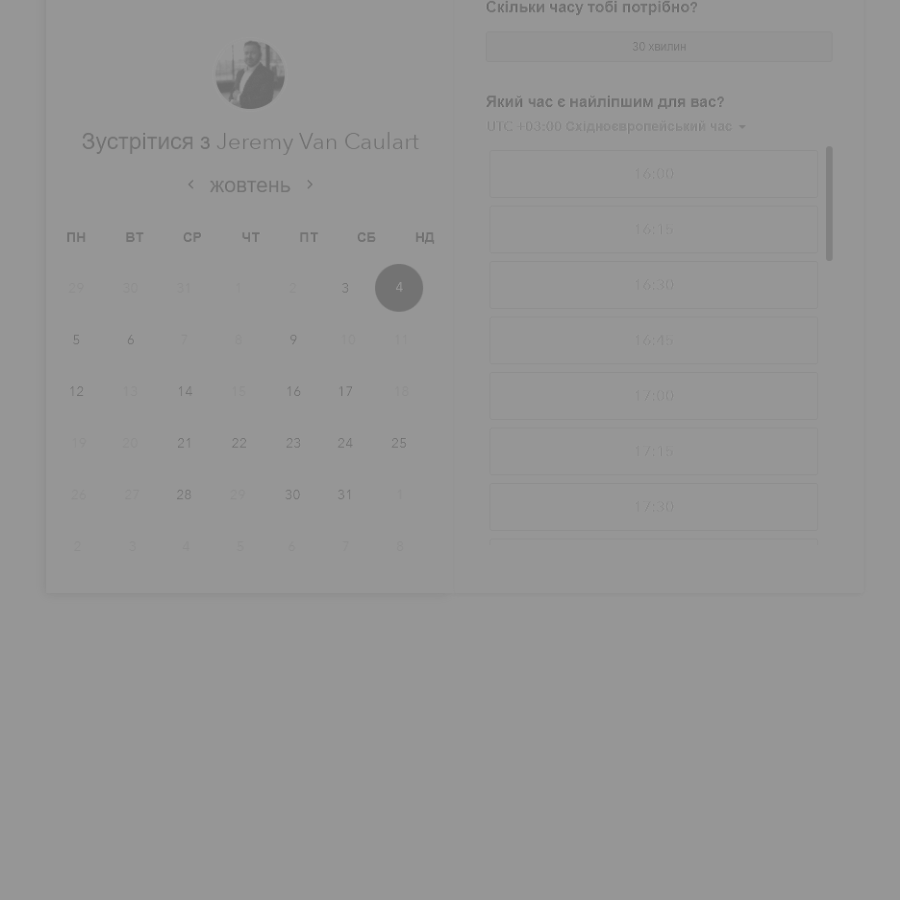 Скільки часу тобі потрібно?
30 хвилин
Зустрітися з Jeremy Van Caulart
жовтень
ПН ВТ СР ЧТ ПТ СБ НД
29 30 31 1 2 3 4
5 6 7 8 9 10 11
12 13 14 15 16 17 18
19 20 21 22 23 24 25
26 27 28 29 30 31 1
2 3 4 5 6 7 8
Який час є найліпшим для вас?
UTC +03:00 Східноєвропейський час
16:00
16:15
16:30
16:45
17:00
17:15
17:30